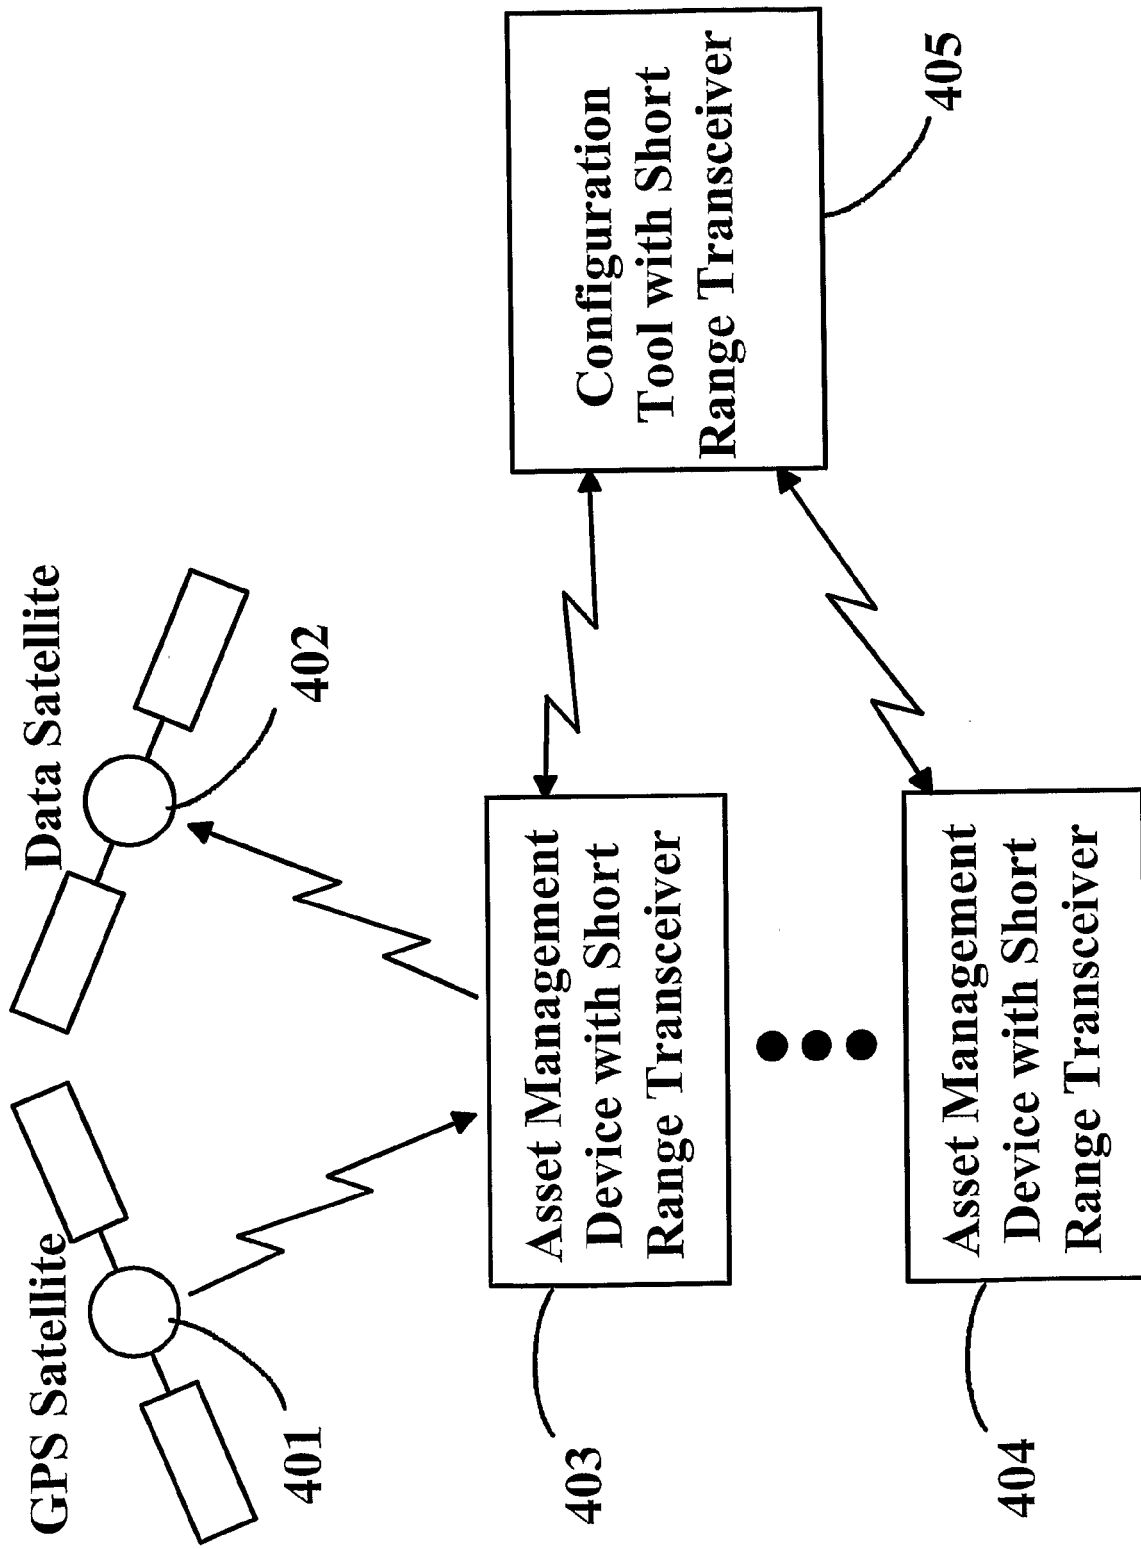 GPS Satellite
Data Satellite
401
402
403
Asset Management
Device with Short
Range Transceiver
Configuration
Tool with Short
Range Transceiver
405
404
Asset Management
Device with Short
Range Transceiver